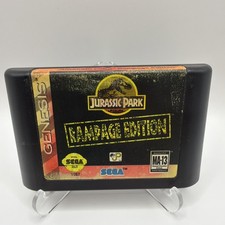 JURASSIC PARK
RAMPAGE EDITION
GENESIS
SEGA
SEGA
MA-13